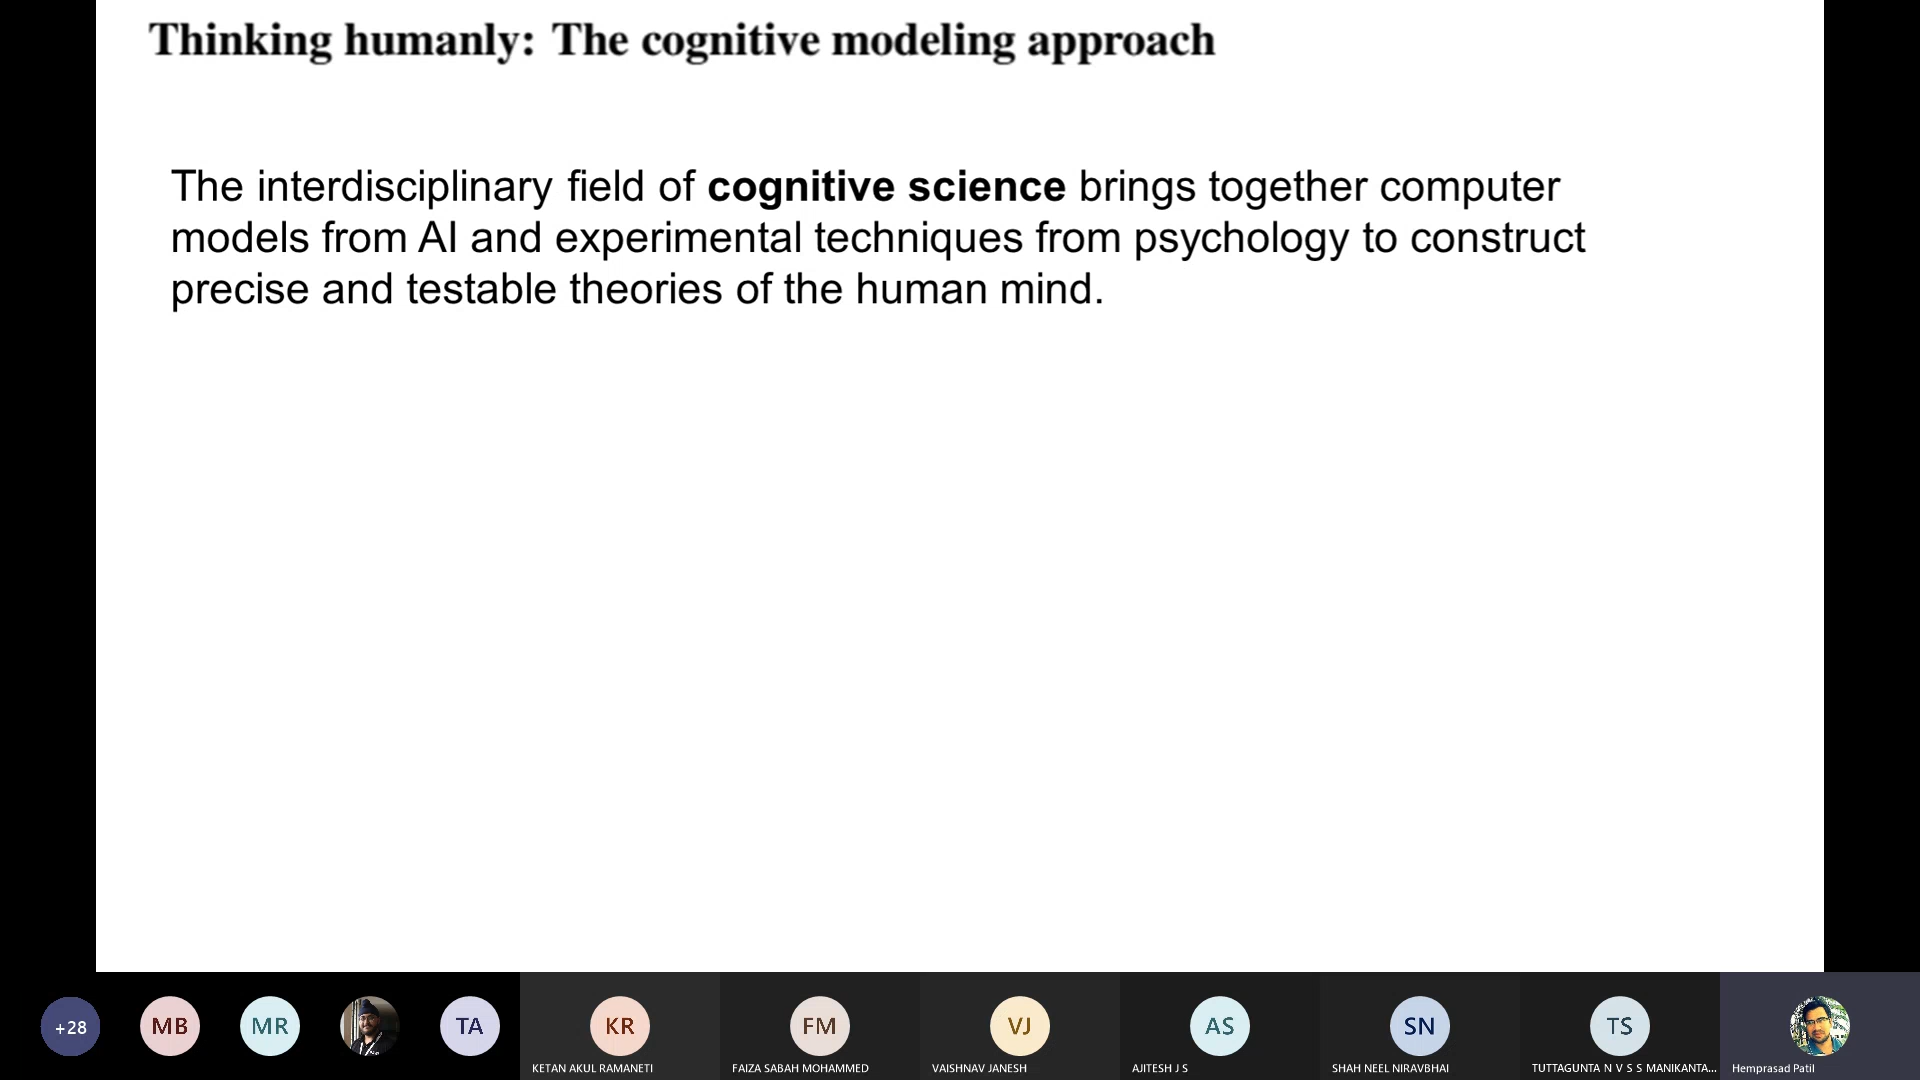 Thinking humanly: The cognitive modeling approach
The interdisciplinary field of cognitive science brings together computer
models from AI and experimental techniques from psychology to construct
precise and testable theories of the human mind.
+28
MB
MR
TA
KR
FM
VJ
AS
SN
TS
KETAN AKUL RAMANETI
FAIZA SABAH MOHAMMED
VAISHNAV JANESH
AJITESH J S
SHAH NEEL NIRAVBHAI
TUTTAGUNTA N V S S MANIKANTA...
Hemprasad Patil